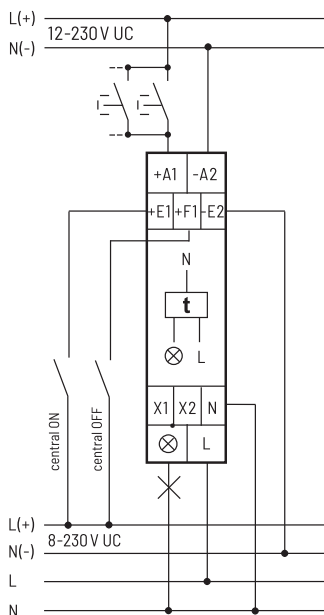 L(+)
12-230 V UC
N(-)
+A1 -A2
+E1 +F1 -E2
N
t
L
X1 X2 N
L
central ON
central OFF
L(+)
8-230 V UC
N(-)
L
N